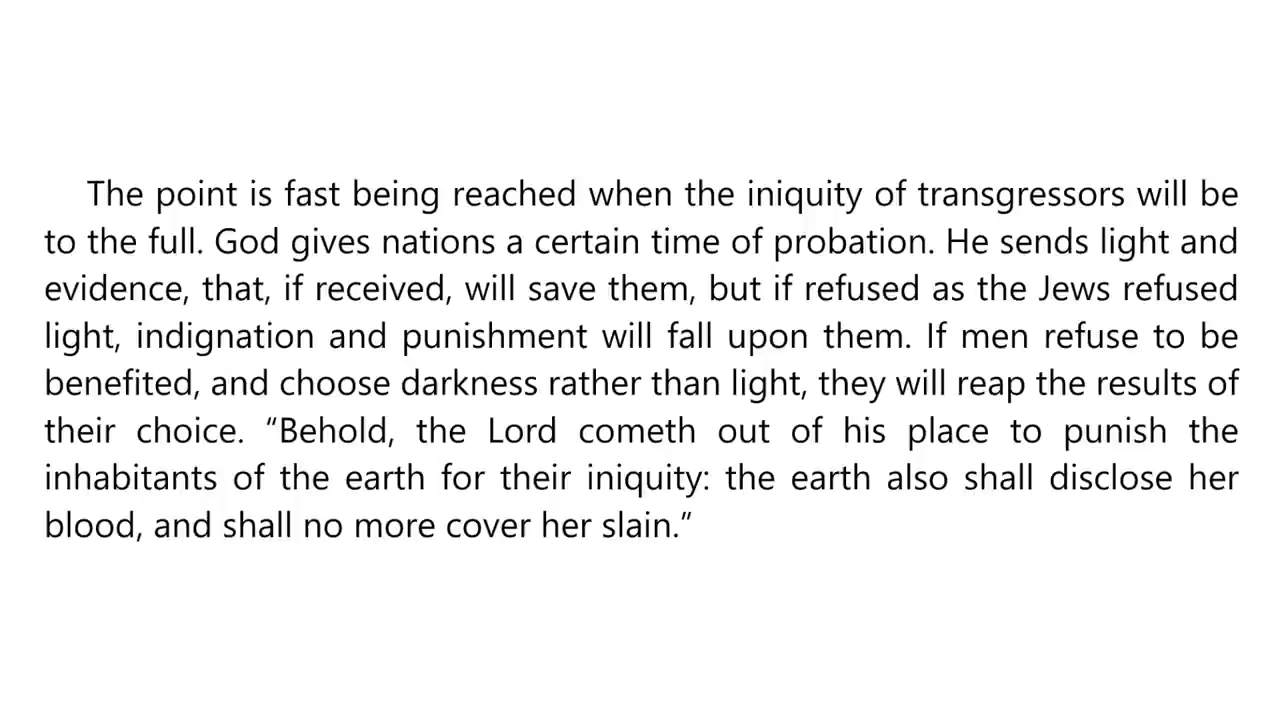 The point is fast being reached when the iniquity of transgressors will be
to the full. God gives nations a certain time of probation. He sends light and
evidence, that, if received, will save them, but if refused as the Jews refused
light, indignation and punishment will fall upon them. If men refuse to be
benefited, and choose darkness rather than light, they will reap the results of
their choice. “Behold, the Lord cometh out of his place to punish the
inhabitants of the earth for their iniquity: the earth also shall disclose her
blood, and shall no more cover her slain.”